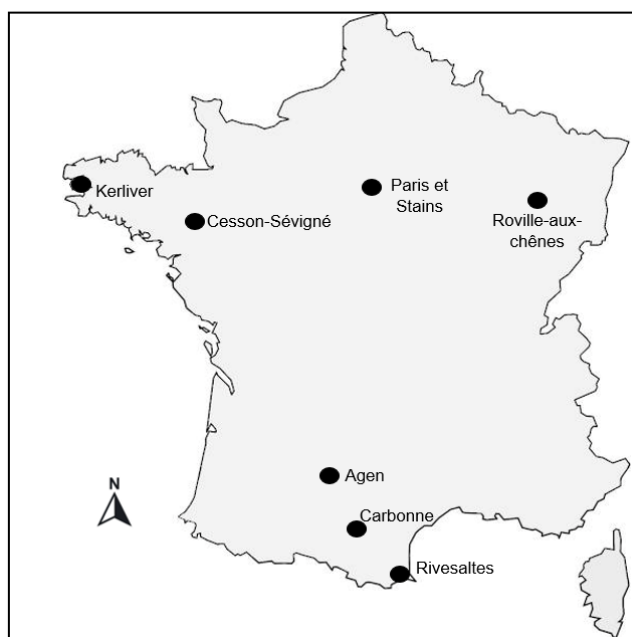 Kerliver
Paris et
Stains
Cesson-Sévigné
Roville-aux-
chênes
Agen
N
Carbonne
Rivesaltes